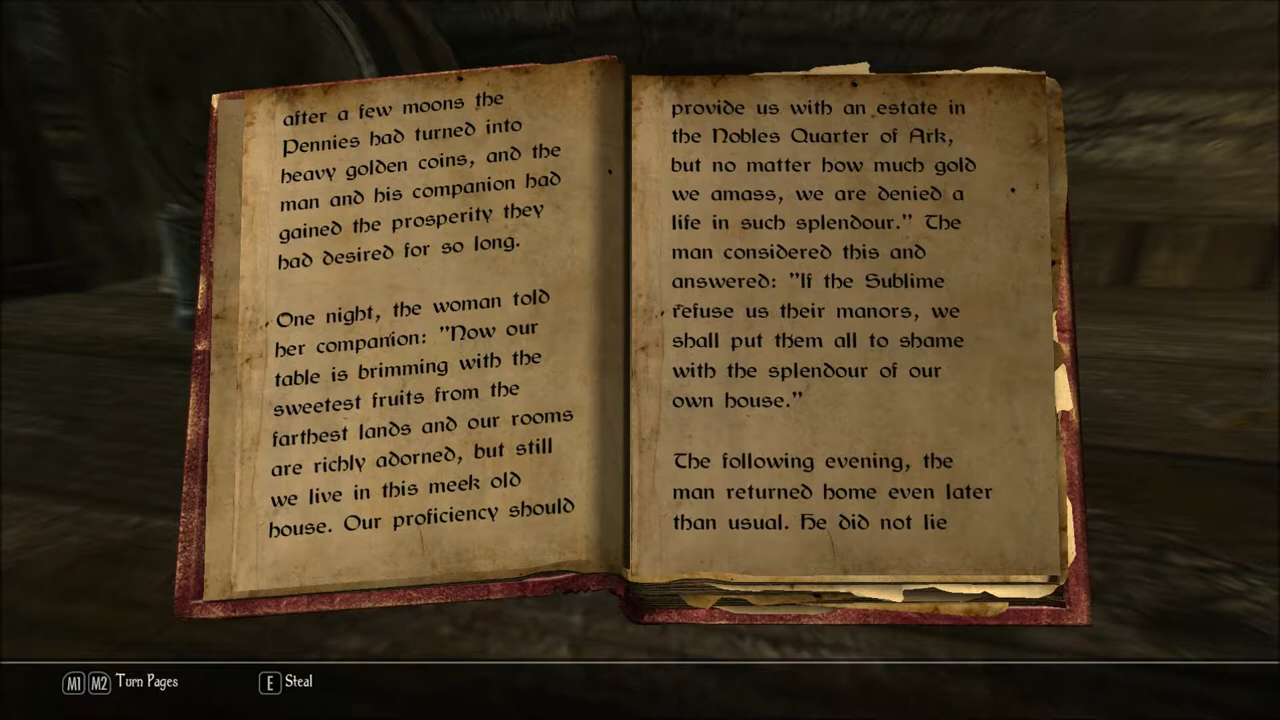 after a few moons the
Pennies had turned into
heavy golden coins, and the
man and his companion had
gained the prosperity they
had desired for so long.
One night, the woman told
her companion: "Now our
table is brimming with the
sweetest fruits from the
farthest lands and our rooms
are richly adorned, but still
we live in this meek old
house. Our proficiency should
provide us with an estate in
the Nobles Quarter of Ark,
but no matter how much gold
we amass, we are denied a
life in such splendour." The
man considered this and
answered: "If the Sublime
refuse us their manors, we
shall put them all to shame
with the splendour of our
own house."
The following evening, the
man returned home even later
than usual. He did not lie
M1 M2 Turn Pages
E Steal